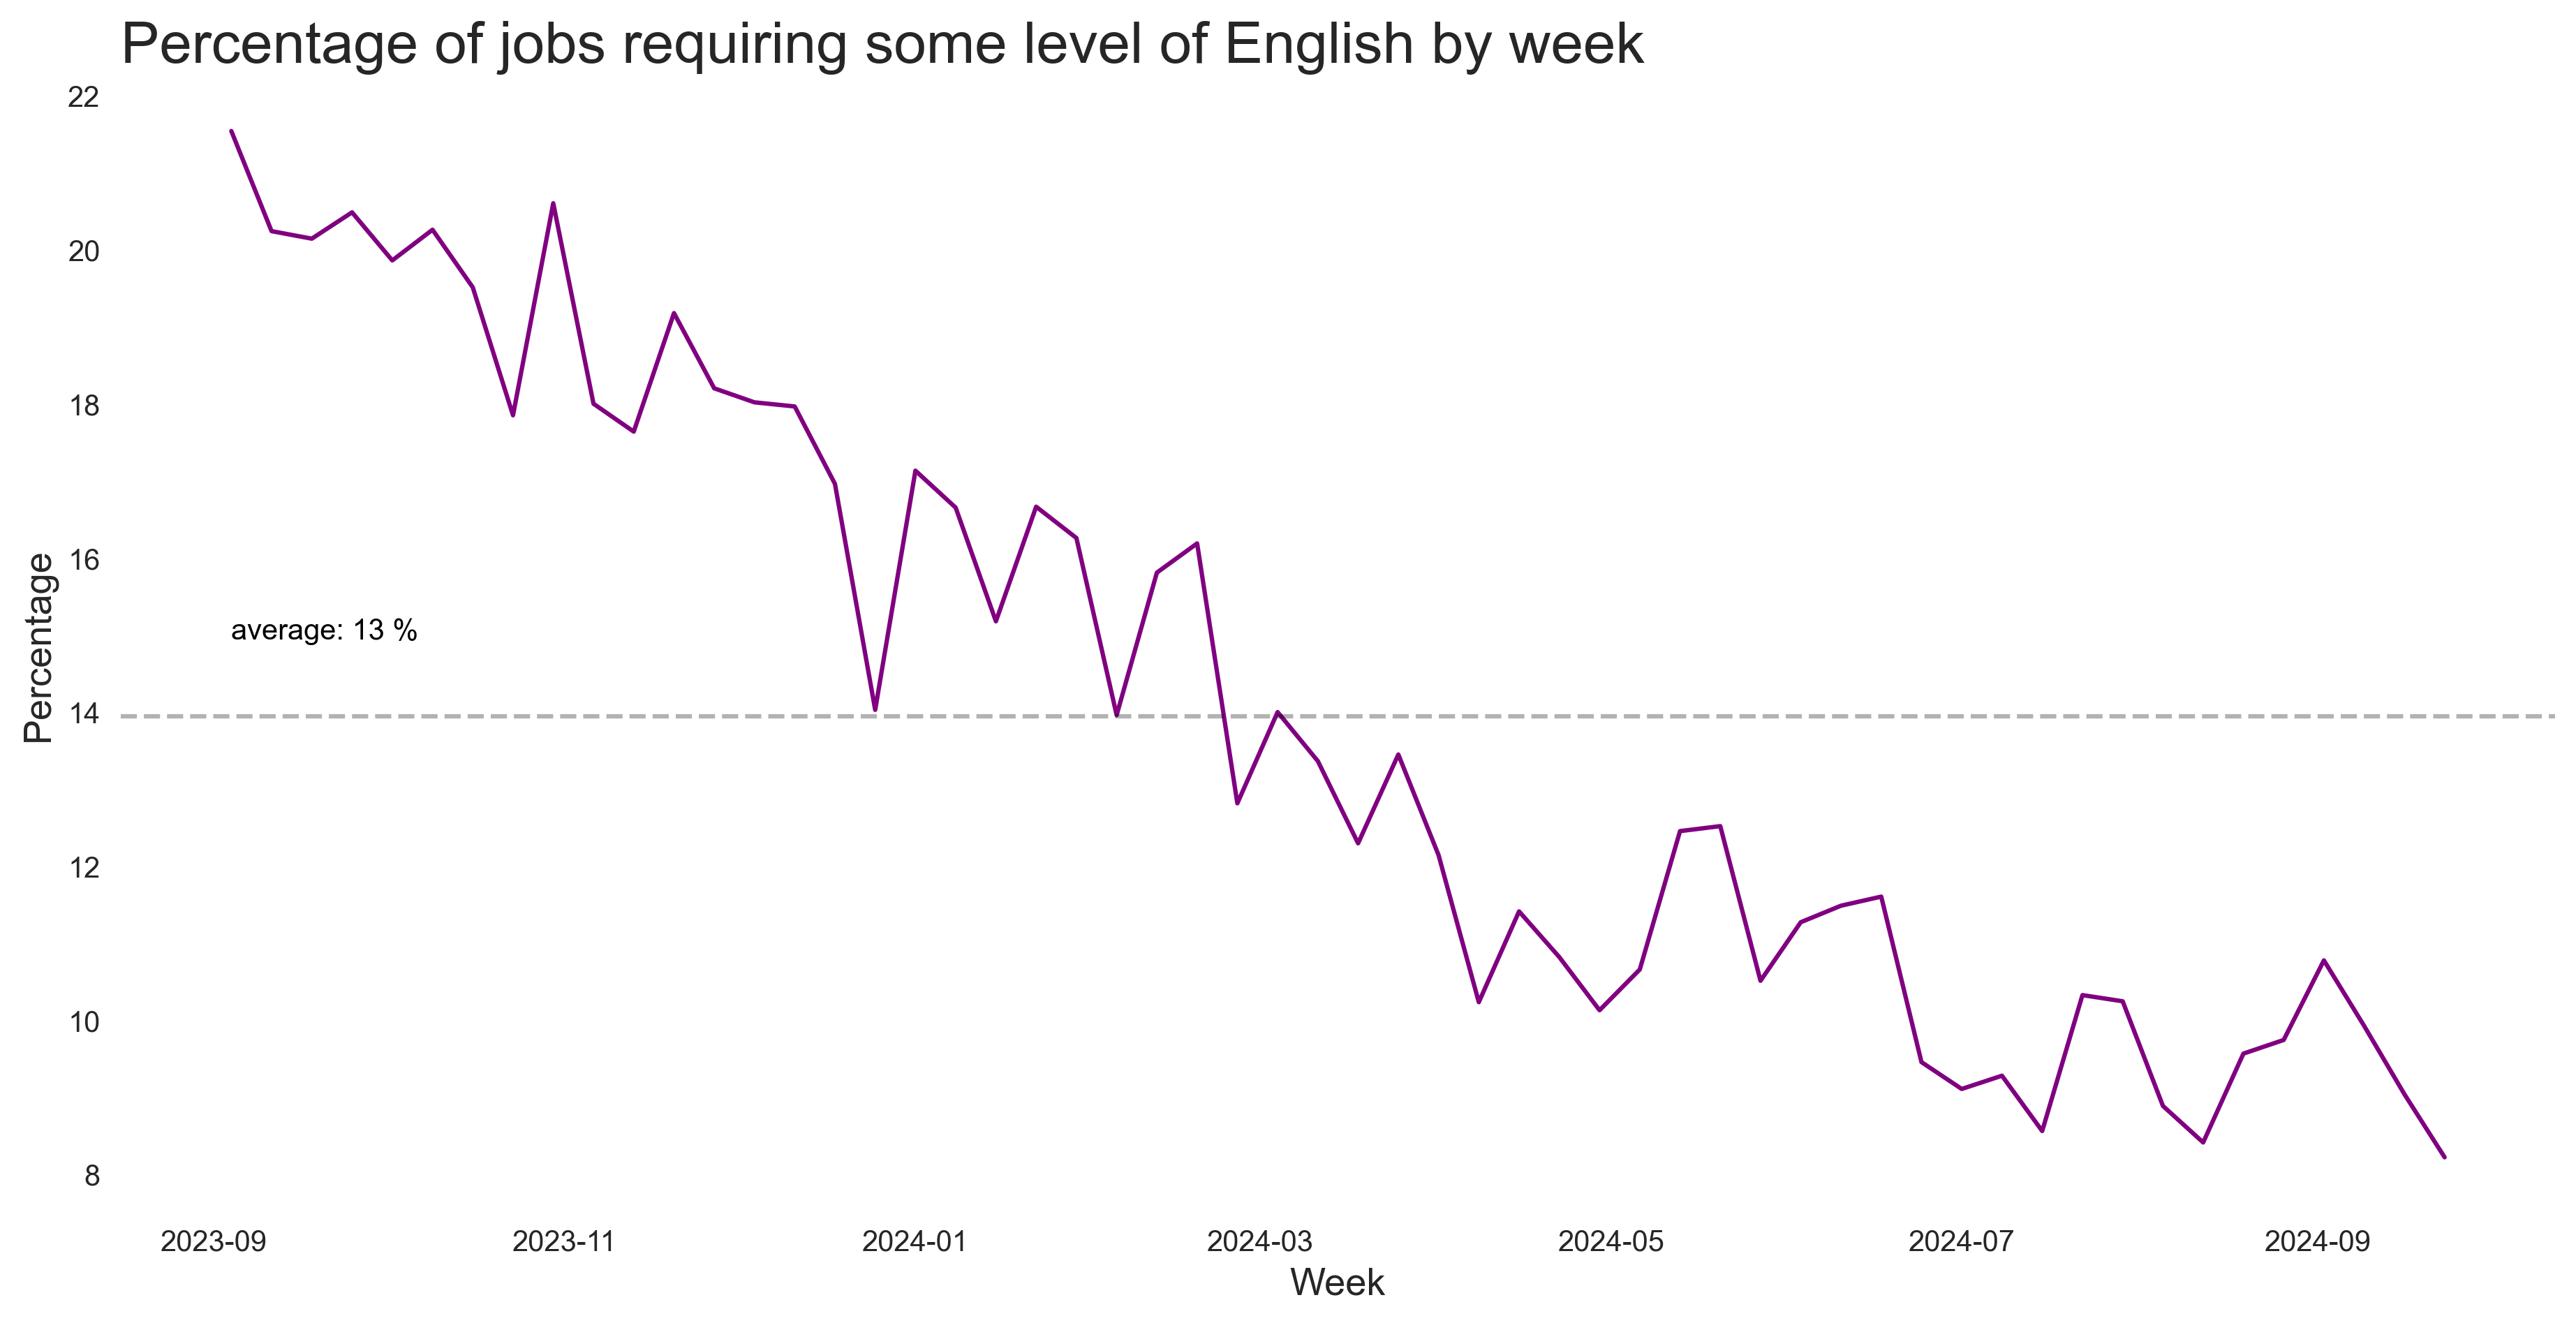 Percentage of jobs requiring some level of English by week
22
20
18
16
14
12
10
8
Percentage
average: 13 %
2023-09 2023-11 2024-01 2024-03 2024-05 2024-07 2024-09
Week